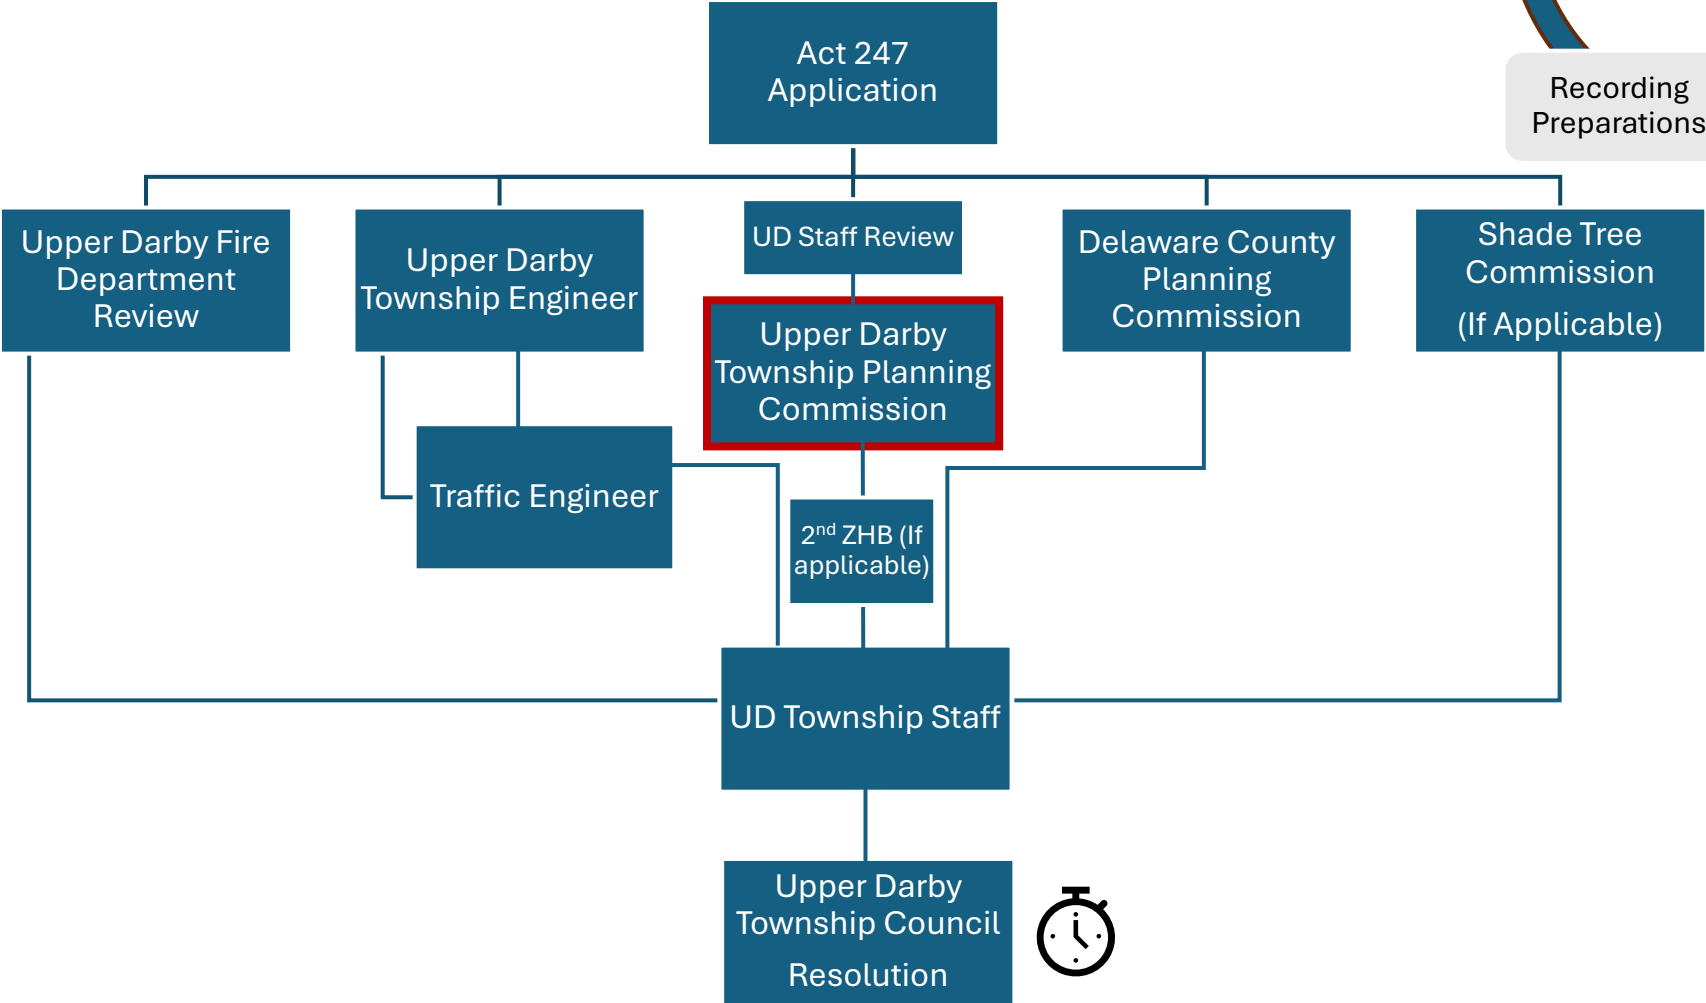 Act 247
Application
Recording
Preparations
Upper Darby Fire
Department
Review
Upper Darby
Township Engineer
UD Staff Review
Delaware County
Planning
Commission
Shade Tree
Commission
(If Applicable)
Upper Darby
Township Planning
Commission
Traffic Engineer
2nd ZHB (If
applicable)
UD Township Staff
Upper Darby
Township Council
Resolution